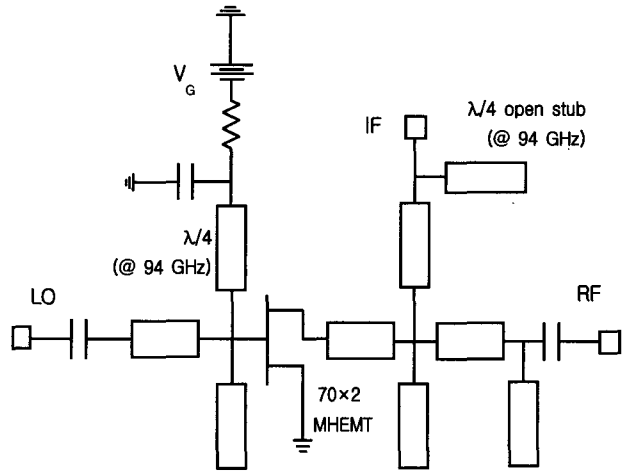 V_G
IF
λ/4 open stub
(@ 94 GHz)
λ/4
(@ 94 GHz)
LO
RF
70×2
MHEMT